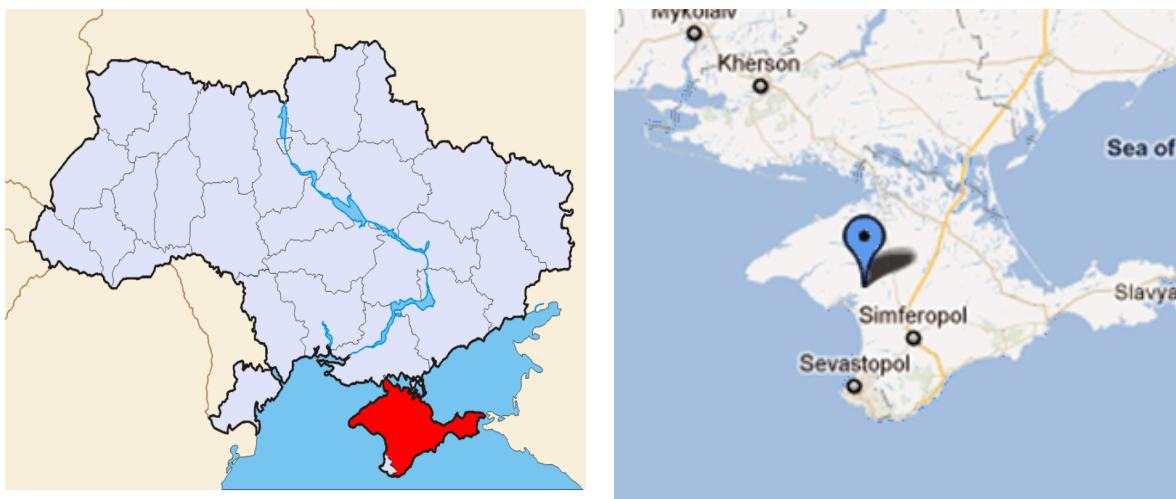 Mykolaiv
Kherson
Sea of
Slavya
Simferopol
Sevastopol